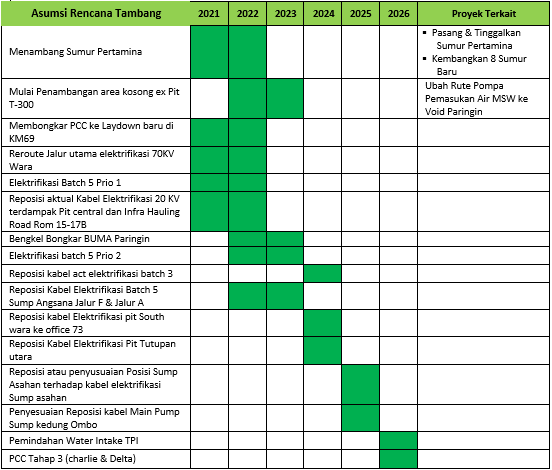 Asumsi Rencana Tambang 2021 2022 2023 2024 2025 2026 Proyek Terkait
Menambang Sumur Pertamina
▪ Pasang & Tinggalkan
Sumur Pertamina
▪ Kembangkan 8 Sumur
Baru
Mulai Penambangan area kosong ex Pit
T-300
Ubah Rute Pompa
Pemasukan Air MSW ke
Void Paringin
Membongkar PCC ke Laydown baru di
KM69
Reroute Jalur utama elektrifikasi 70KV
Wara
Elektrifikasi Batch 5 Prio 1
Reposisi aktual Kabel Elektrifikasi 20 KV
terdampak Pit central dan Infra Hauling
Road Rom 15-17B
Bengkel Bongkar BUMA Paringin
Elektrifikasi batch 5 Prio 2
Reposisi kabel act elektrifikasi batch 3
Reposisi Kabel Elektrifikasi Batch 5
Sump Angsana Jalur F & Jalur A
Reposisi kabel Elektrifikasi pit South
wara ke office 73
Reposisi Kabel Elektrifikasi Pit Tutupan
utara
Reposisi atau penyusuaian Posisi Sump
Asahan terhadap kabel elektrifikasi
Sump asahan
Penyesuaian Reposisi kabel Main Pump
Sump kedung Ombo
Pemindahan Water Intake TPI
PCC Tahap 3 (charlie & Delta)